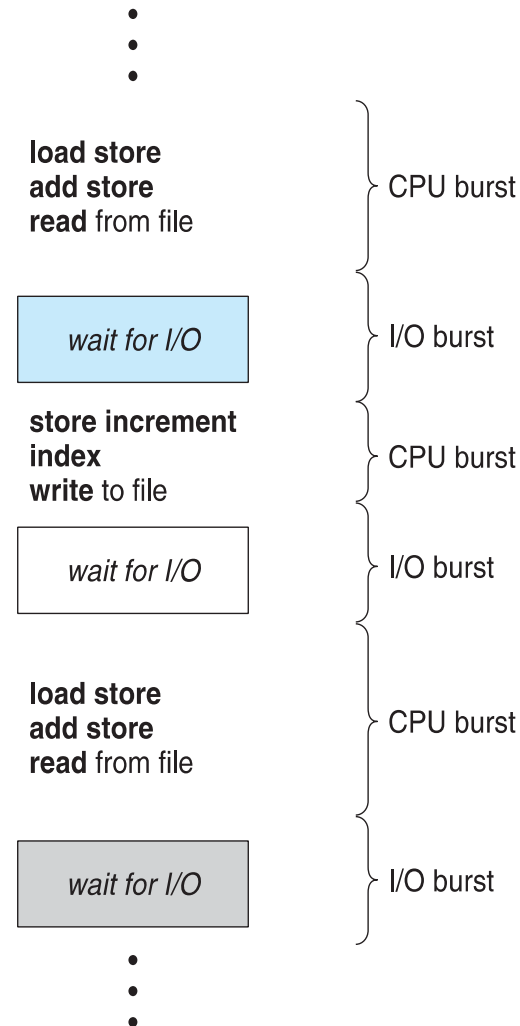 load store
add store
read from file
CPU burst
wait for I/O
I/O burst
store increment
index
write to file
CPU burst
wait for I/O
I/O burst
load store
add store
read from file
CPU burst
wait for I/O
I/O burst